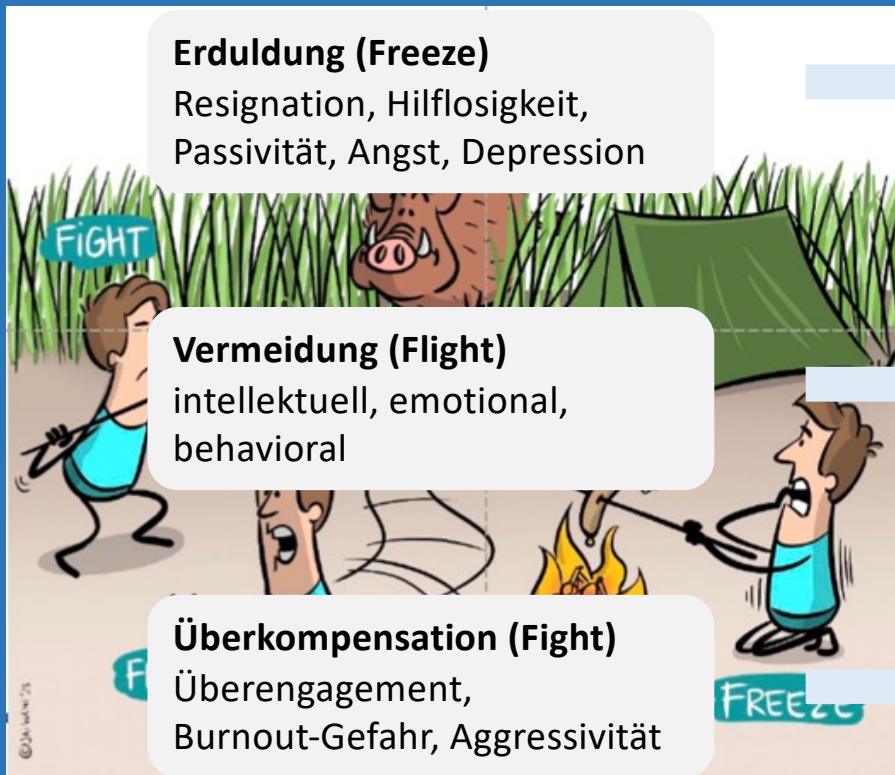 Erduldung (Freeze)
Resignation, Hilflosigkeit,
Passivität, Angst, Depression
FiGHT
Vermeidung (Flight)
intellektuell, emotional,
behavioral
Überkompensation (Fight)
Überengagement,
Burnout-Gefahr, Aggressivität
FREEZE